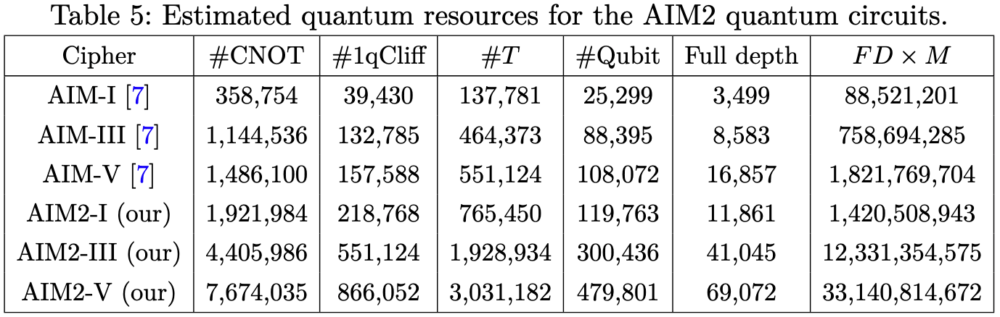 Table 5: Estimated quantum resources for the AIM2 quantum circuits.
Cipher #CNOT #1qCliff #T #Qubit Full depth FD × M
AIM-I [7] 358,754 39,430 137,781 25,299 3,499 88,521,201
AIM-III [7] 1,144,536 132,785 464,373 88,395 8,583 758,694,285
AIM-V [7] 1,486,100 157,588 551,124 108,072 16,857 1,821,769,704
AIM2-I (our) 1,921,984 218,768 765,450 119,763 11,861 1,420,508,943
AIM2-III (our) 4,405,986 551,124 1,928,934 300,436 41,045 12,331,354,575
AIM2-V (our) 7,674,035 866,052 3,031,182 479,801 69,072 33,140,814,672